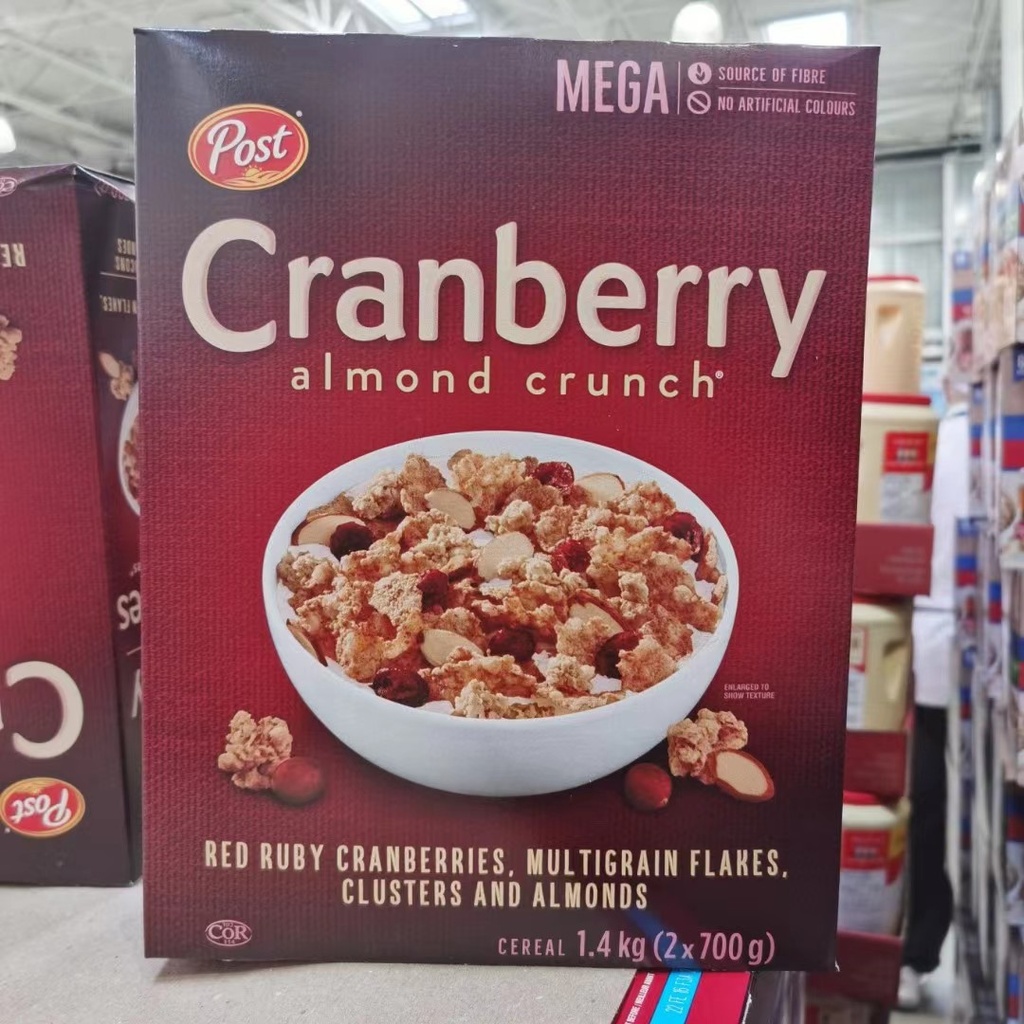 MEGA
SOURCE OF FIBRE
NO ARTIFICIAL COLOURS
Post
Cranberry
almond crunch®
ENLARGED TO
SHOW TEXTURE
RED RUBY CRANBERRIES, MULTIGRAIN FLAKES,
CLUSTERS AND ALMONDS
COR
CEREAL 1.4 kg (2 x 700 g)
Post